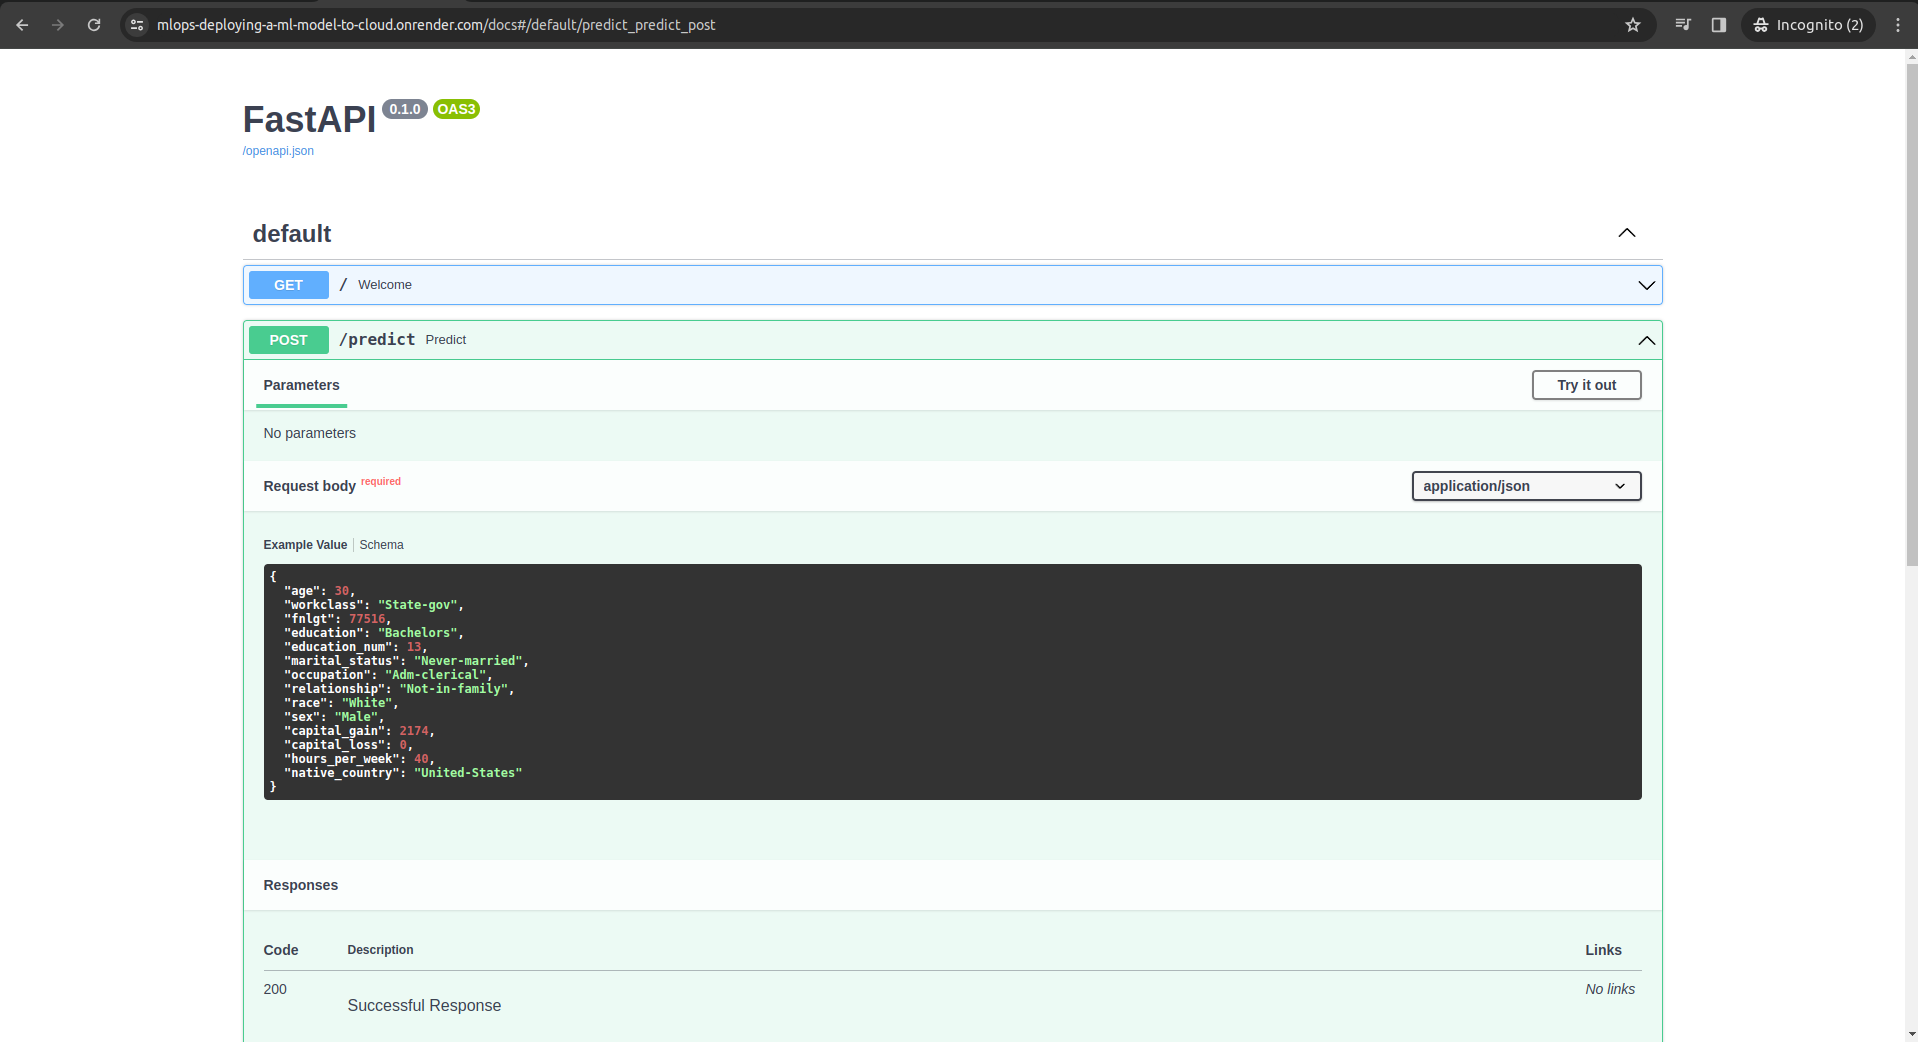 mlops-deploying-a-ml-model-to-cloud.onrender.com/docs#/default/predict_predict_post
Incognito (2)
FastAPI 0.1.0 OAS3
/openapi.json
default
GET / Welcome
POST /predict Predict
Parameters
Try it out
No parameters
Request body required
application/json
Example Value Schema
{
"age": 30,
"workclass": "State-gov",
"fnlgt": 77516,
"education": "Bachelors",
"education_num": 13,
"marital_status": "Never-married",
"occupation": "Adm-clerical",
"relationship": "Not-in-family",
"race": "White",
"sex": "Male",
"capital_gain": 2174,
"capital_loss": 0,
"hours_per_week": 40,
"native_country": "United-States"
}
Responses
Code Description Links
200 No links
Successful Response